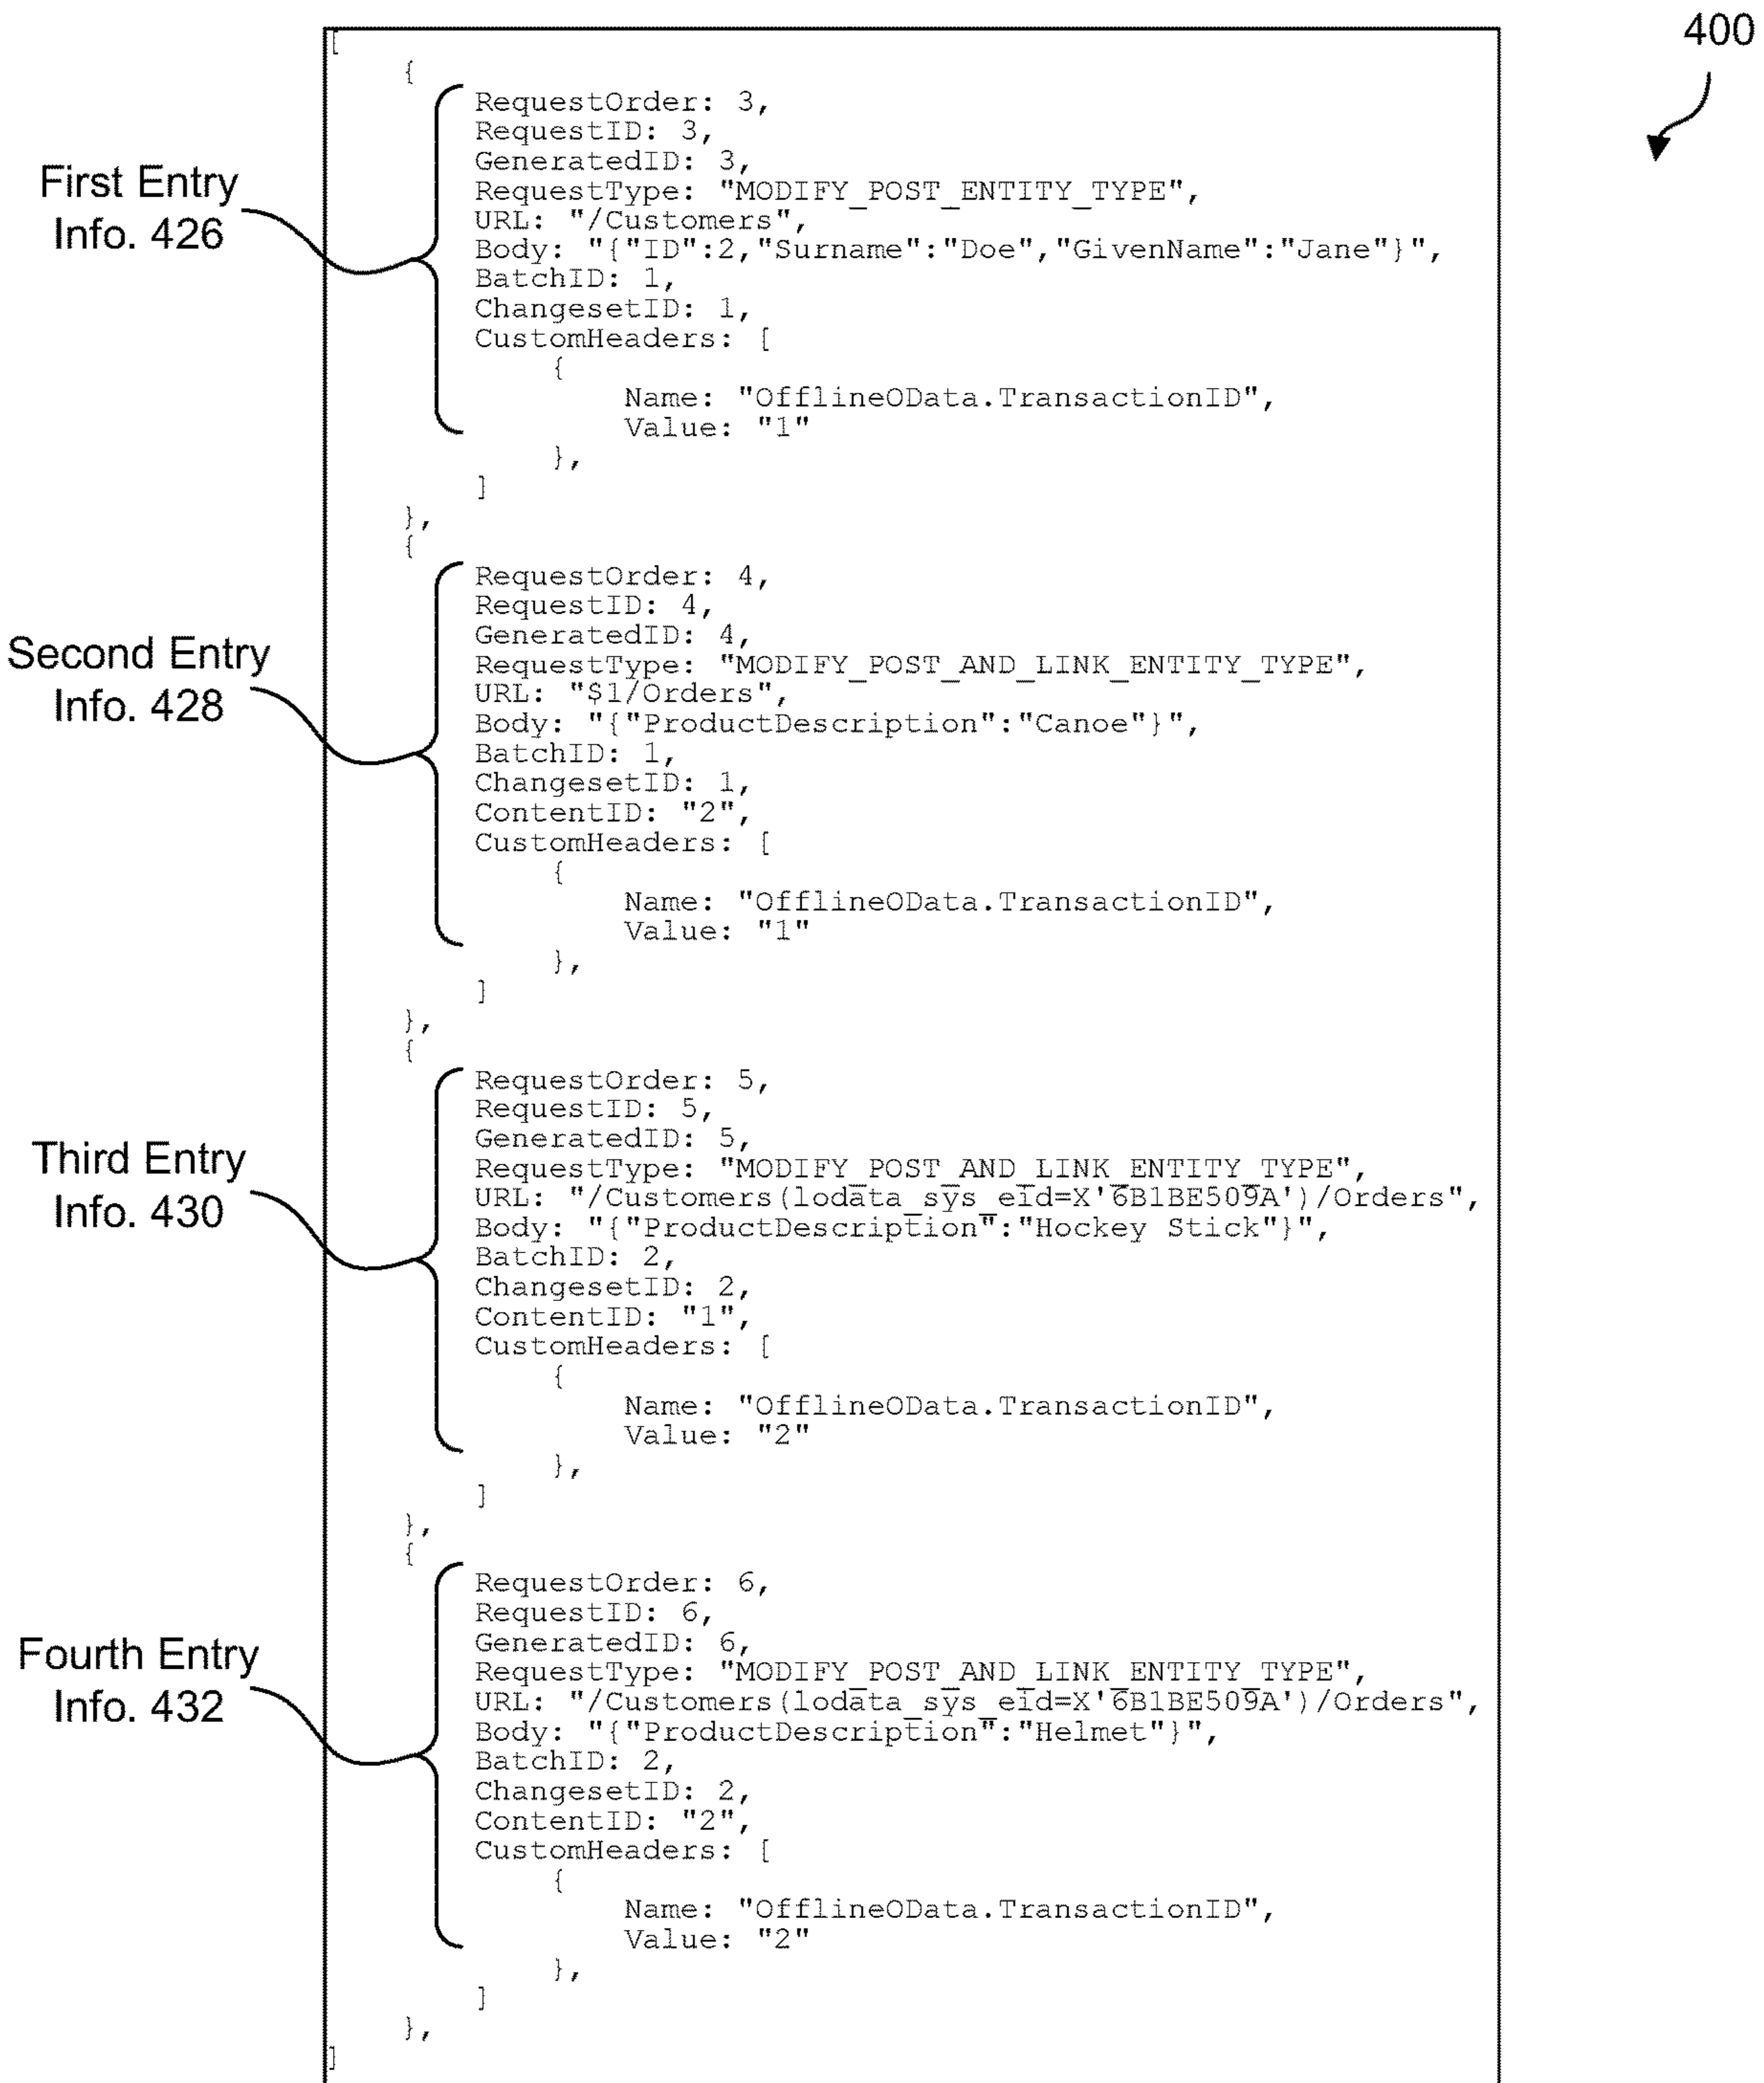 400
[
{
First Entry
Info. 426
RequestOrder: 3,
RequestID: 3,
GeneratedID: 3,
RequestType: "MODIFY_POST_ENTITY_TYPE",
URL: "/Customers",
Body: "{"ID":2,"Surname":"Doe","GivenName":"Jane"}",
BatchID: 1,
ChangesetID: 1,
CustomHeaders: [
{
Name: "OfflineOData.TransactionID",
Value: "1"
},
]
},
{
Second Entry
Info. 428
RequestOrder: 4,
RequestID: 4,
GeneratedID: 4,
RequestType: "MODIFY_POST_AND_LINK_ENTITY_TYPE",
URL: "$1/Orders",
Body: "{"ProductDescription":"Canoe"}",
BatchID: 1,
ChangesetID: 1,
ContentID: "2",
CustomHeaders: [
{
Name: "OfflineOData.TransactionID",
Value: "1"
},
]
},
{
Third Entry
Info. 430
RequestOrder: 5,
RequestID: 5,
GeneratedID: 5,
RequestType: "MODIFY_POST_AND_LINK_ENTITY_TYPE",
URL: "/Customers(lodata_sys_eid=X'6B1BE509A')/Orders",
Body: "{"ProductDescription":"Hockey Stick"}",
BatchID: 2,
ChangesetID: 2,
ContentID: "1",
CustomHeaders: [
{
Name: "OfflineOData.TransactionID",
Value: "2"
},
]
},
{
Fourth Entry
Info. 432
RequestOrder: 6,
RequestID: 6,
GeneratedID: 6,
RequestType: "MODIFY_POST_AND_LINK_ENTITY_TYPE",
URL: "/Customers(lodata_sys_eid=X'6B1BE509A')/Orders",
Body: "{"ProductDescription":"Helmet"}",
BatchID: 2,
ChangesetID: 2,
ContentID: "2",
CustomHeaders: [
{
Name: "OfflineOData.TransactionID",
Value: "2"
},
]
},
]